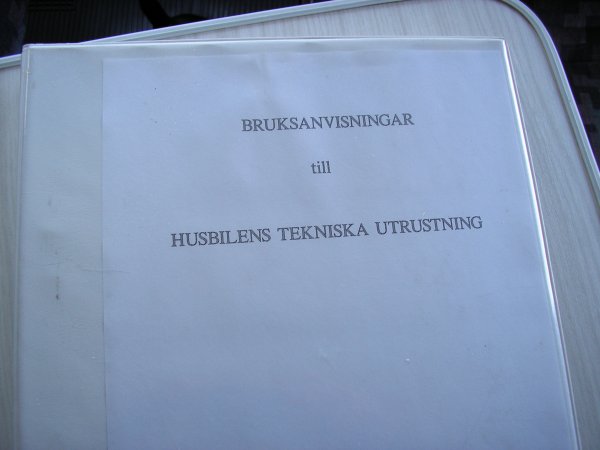 BRUKSANVISNINGAR
till
HUSBILENS TEKNISKA UTRUSTNING